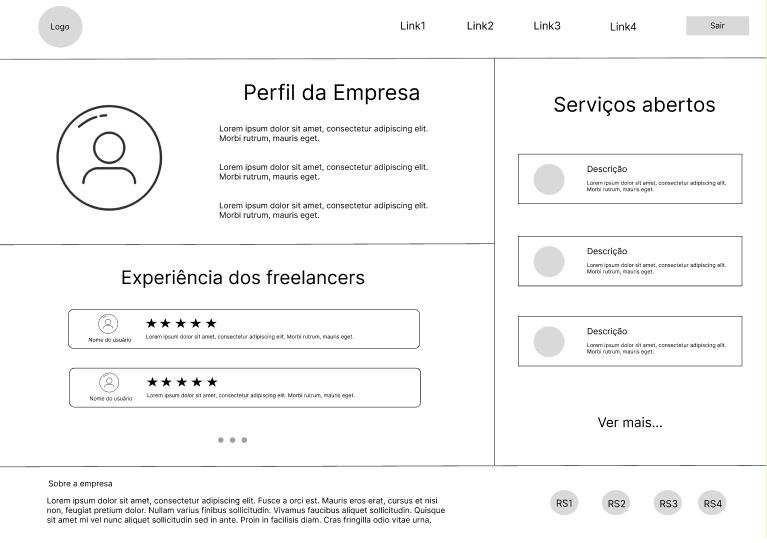 Logo
Link1
Link2
Link3
Link4
Sair
Perfil da Empresa
Lorem ipsum dolor sit amet, consectetur adipiscing elit.
Morbi rutrum, mauris eget.
Lorem ipsum dolor sit amet, consectetur adipiscing elit.
Morbi rutrum, mauris eget.
Lorem ipsum dolor sit amet, consectetur adipiscing elit.
Morbi rutrum, mauris eget.
Experiência dos freelancers
Nome do usuário
Lorem ipsum dolor sit amet, consectetur adipiscing elit. Morbi rutrum, mauris eget.
Nome do usuário
Lorem ipsum dolor sit amet, consectetur adipiscing elit. Morbi rutrum, mauris eget.
Serviços abertos
Descrição
Lorem ipsum dolor sit amet, consectetur adipiscing elit.
Morbi rutrum, mauris eget.
Descrição
Lorem ipsum dolor sit amet, consectetur adipiscing elit.
Morbi rutrum, mauris eget.
Descrição
Lorem ipsum dolor sit amet, consectetur adipiscing elit.
Morbi rutrum, mauris eget.
Ver mais...
Sobre a empresa
Lorem ipsum dolor sit amet, consectetur adipiscing elit. Fusce a orci est. Mauris eros erat, cursus et nisi
non, feugiat pretium dolor. Nullam varius finibus sollicitudin. Vivamus faucibus aliquet sollicitudin. Quisque
sit amet mi vel nunc aliquet sollicitudin sed in ante. Proin in facilisis diam. Cras fringilla odio vitae urna.
RS1
RS2
RS3
RS4